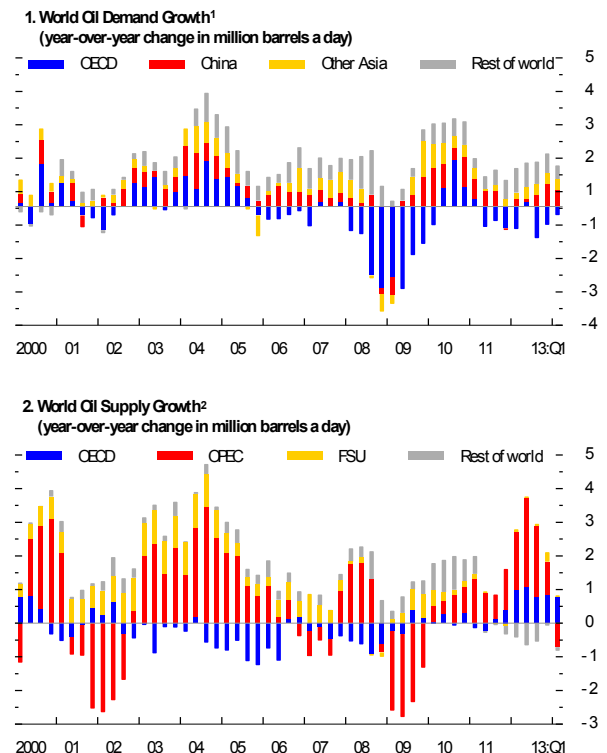 1. World Oil Demand Growth¹
(year-over-year change in million barrels a day)
OECD China Other Asia Rest of world
5
4
3
2
1
0
-1
-2
-3
-4
2000 01 02 03 04 05 06 07 08 09 10 11 13:Q1
2. World Oil Supply Growth²
(year-over-year change in million barrels a day)
OECD OPEC FSU Rest of world
5
4
3
2
1
0
-1
-2
-3
2000 01 02 03 04 05 06 07 08 09 10 11 13:Q1